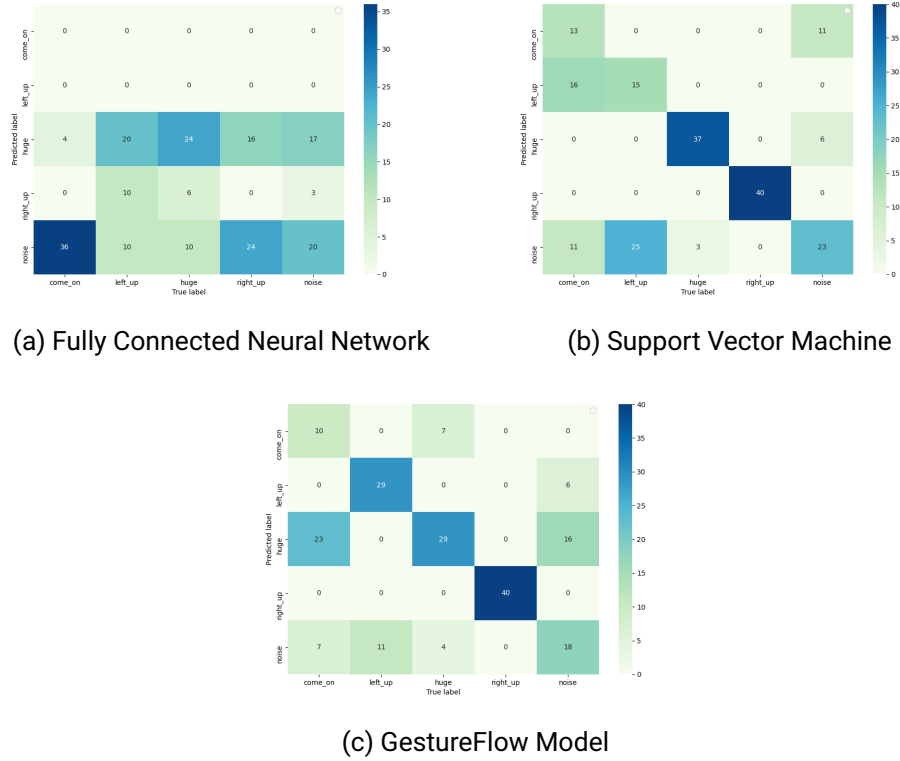 come_on 0 0 0 0 0 35
left_up 0 0 0 0 0 30
25
Predicted label
huge 4 20 24 16 17 20
15
right_up 0 10 6 0 3 10
5
noise 36 10 10 24 20
0
come_on left_up huge right_up noise
True label
(a) Fully Connected Neural Network
40
come_on 13 0 0 0 11 35
left_up 16 15 0 0 0 30
25
Predicted label
huge 0 0 37 0 6 20
15
right_up 0 0 0 40 0 10
noise 11 25 3 0 23 5
0
come_on left_up huge right_up noise
True label
(b) Support Vector Machine
40
come_on 10 0 7 0 0 35
left_up 0 29 0 0 6 30
25
Predicted label
huge 23 0 29 0 16 20
15
right_up 0 0 0 40 0 10
noise 7 11 4 0 18 5
0
come_on left_up huge right_up noise
True label
(c) GestureFlow Model